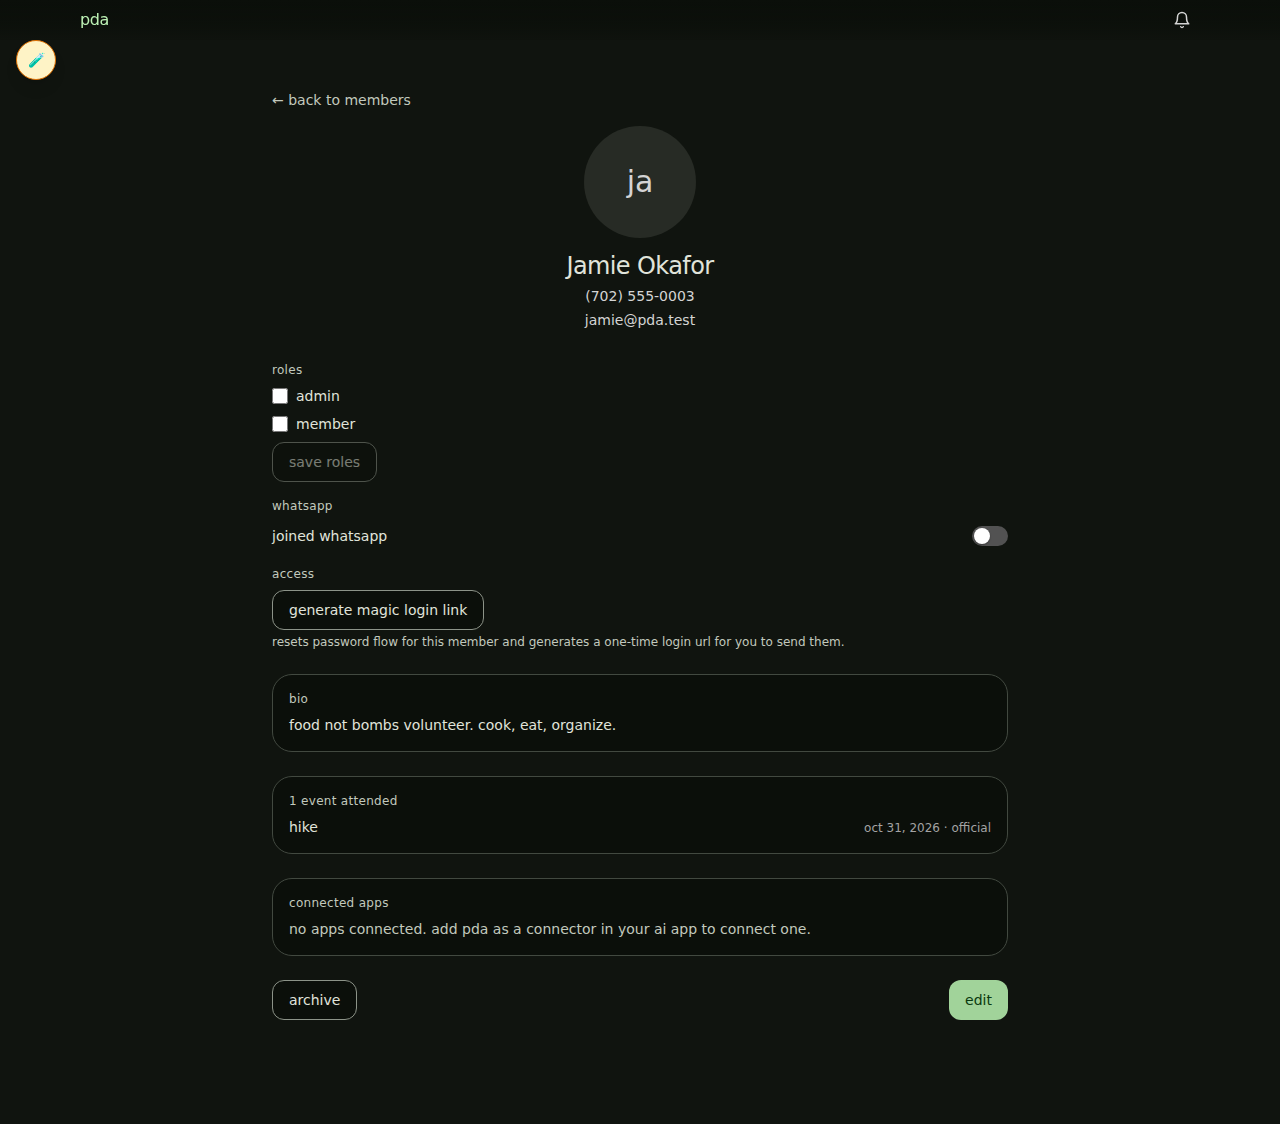 pda
← back to members
ja
Jamie Okafor
(702) 555-0003
jamie@pda.test
roles
admin
member
save roles
whatsapp
joined whatsapp
access
generate magic login link
resets password flow for this member and generates a one-time login url for you to send them.
bio
food not bombs volunteer. cook, eat, organize.
1 event attended
hike oct 31, 2026 · official
connected apps
no apps connected. add pda as a connector in your ai app to connect one.
archive edit